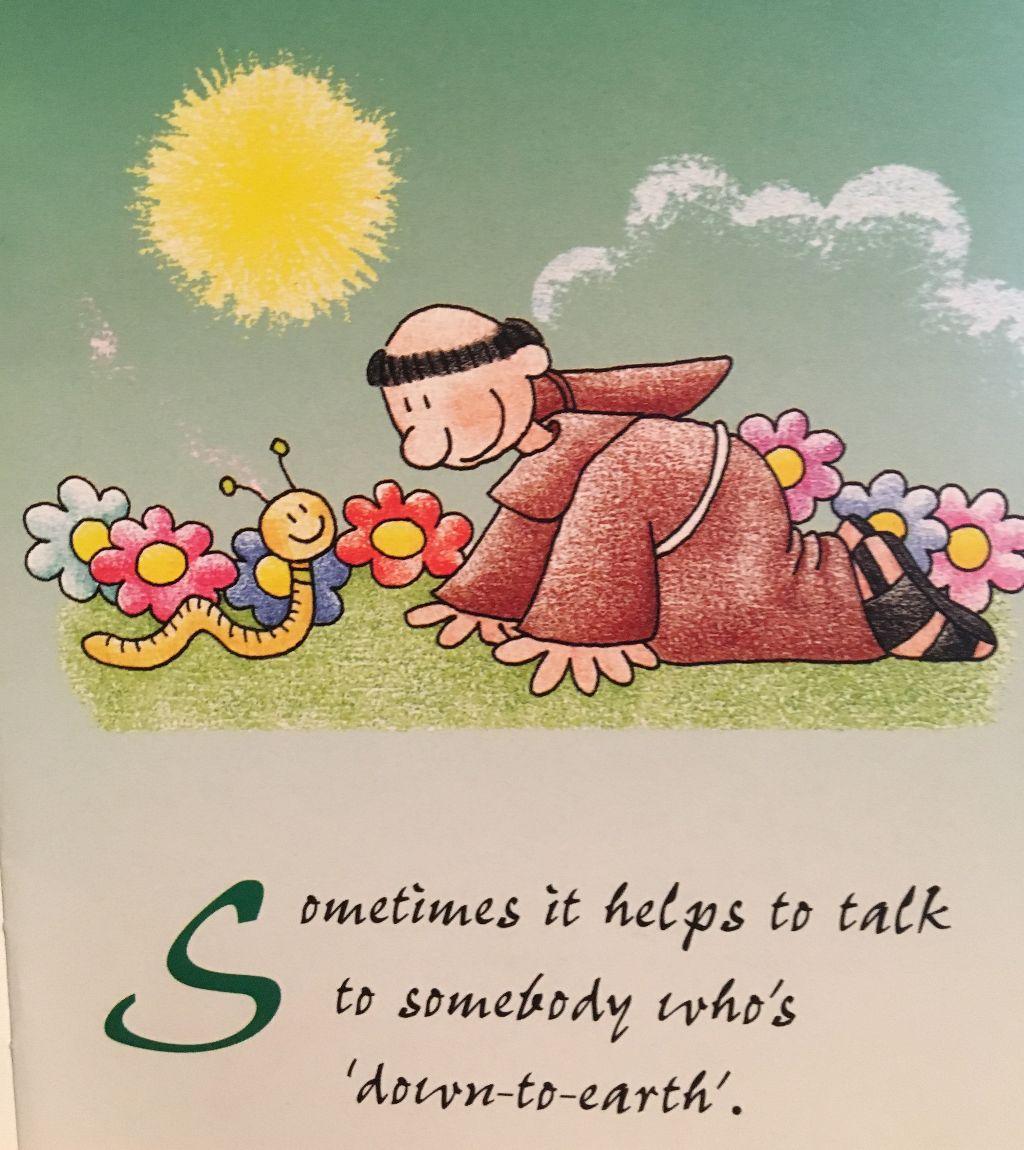 Sometimes it helps to talk
to somebody who's
'down-to-earth'.